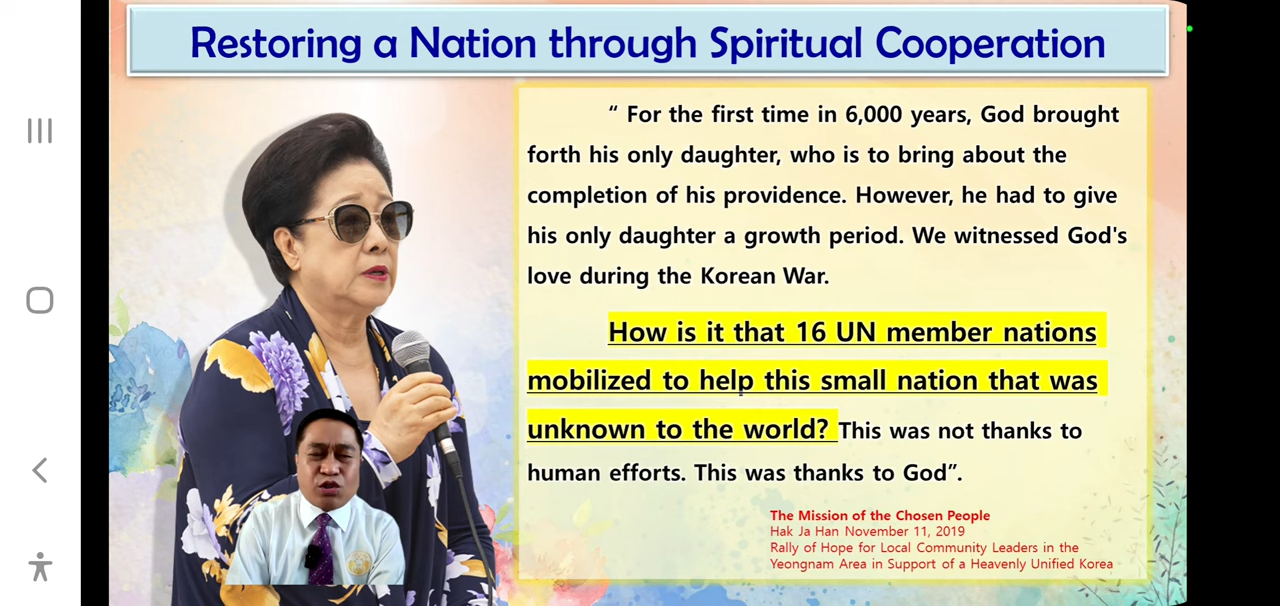 Restoring a Nation through Spiritual Cooperation
“ For the first time in 6,000 years, God brought
forth his only daughter, who is to bring about the
completion of his providence. However, he had to give
his only daughter a growth period. We witnessed God's
love during the Korean War.
How is it that 16 UN member nations
mobilized to help this small nation that was
unknown to the world? This was not thanks to
human efforts. This was thanks to God”.
The Mission of the Chosen People
Hak Ja Han November 11, 2019
Rally of Hope for Local Community Leaders in the
Yeongnam Area in Support of a Heavenly Unified Korea